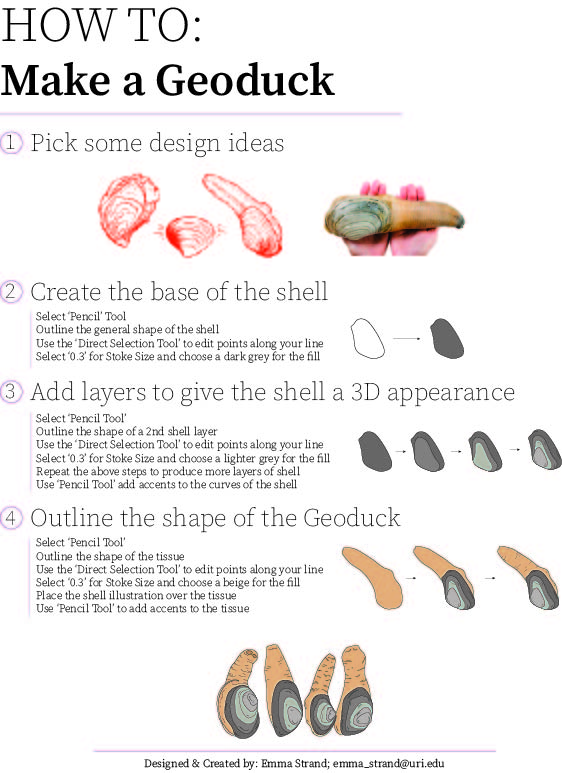 HOW TO:
Make a Geoduck
1 Pick some design ideas
2 Create the base of the shell
Select 'Pencil' Tool
Outline the general shape of the shell
Use the 'Direct Selection Tool' to edit points along your line
Select '0.3' for Stoke Size and choose a dark grey for the fill
3 Add layers to give the shell a 3D appearance
Select 'Pencil Tool'
Outline the shape of a 2nd shell layer
Use the 'Direct Selection Tool' to edit points along your line
Select '0.3' for Stoke Size and choose a lighter grey for the fill
Repeat the above steps to produce more layers of shell
Use 'Pencil Tool' add accents to the curves of the shell
4 Outline the shape of the Geoduck
Select 'Pencil Tool'
Outline the shape of the tissue
Use the 'Direct Selection Tool' to edit points along your line
Select '0.3' for Stoke Size and choose a beige for the fill
Place the shell illustration over the tissue
Use 'Pencil Tool' to add accents to the tissue
Designed & Created by: Emma Strand; emma_strand@uri.edu